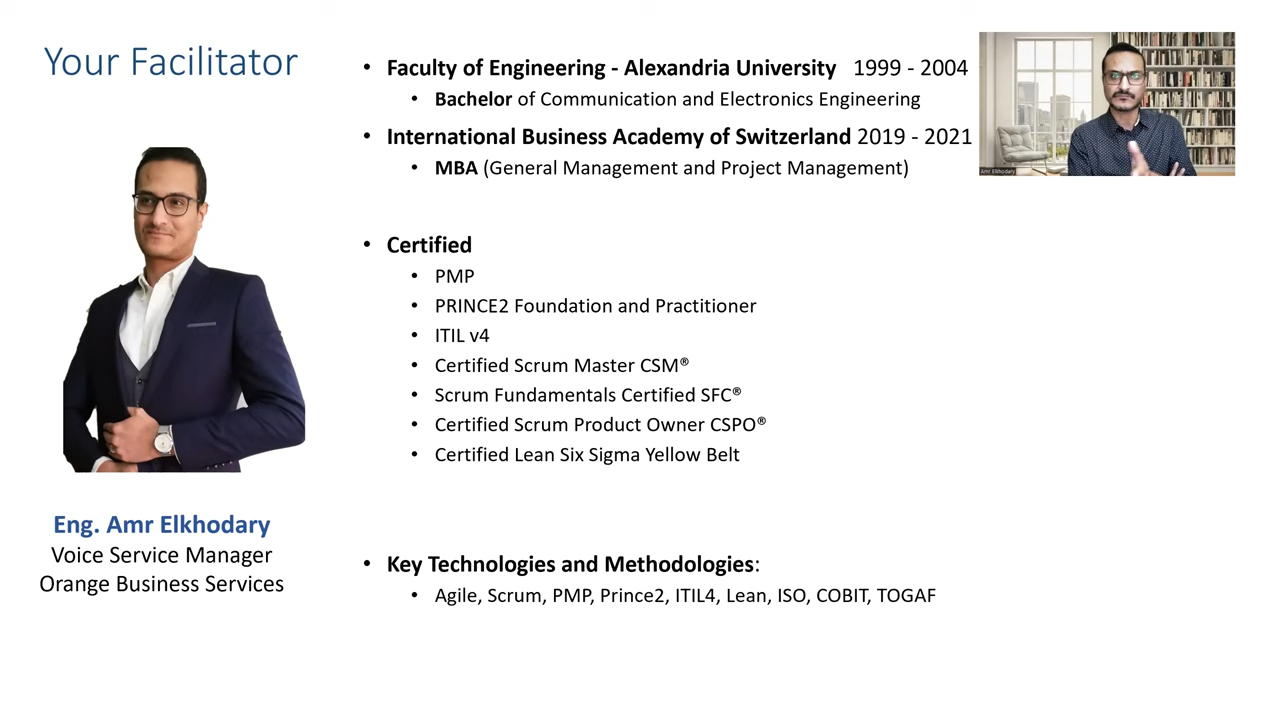 Your Facilitator
Eng. Amr Elkhodary
Voice Service Manager
Orange Business Services
• Faculty of Engineering - Alexandria University 1999 - 2004
• Bachelor of Communication and Electronics Engineering
• International Business Academy of Switzerland 2019 - 2021
• MBA (General Management and Project Management)
• Certified
• PMP
• PRINCE2 Foundation and Practitioner
• ITIL v4
• Certified Scrum Master CSM®
• Scrum Fundamentals Certified SFC®
• Certified Scrum Product Owner CSPO®
• Certified Lean Six Sigma Yellow Belt
• Key Technologies and Methodologies:
• Agile, Scrum, PMP, Prince2, ITIL4, Lean, ISO, COBIT, TOGAF
Amr Elkhodary